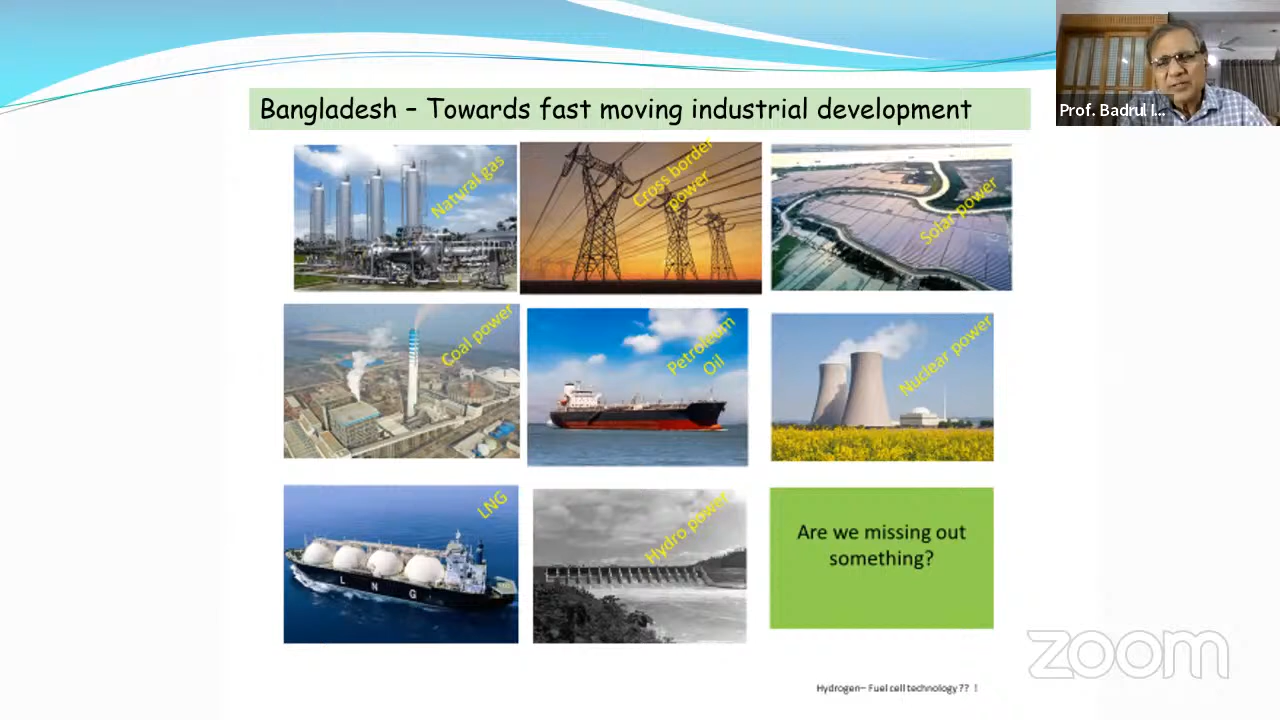 Bangladesh – Towards fast moving industrial development
Prof. Badrul I...
Natural gas
Cross border
power
Solar power
Coal power
Petroleum
Oil
Nuclear power
LNG
L N G
Hydro power
Are we missing out
something?
zoom
Hydrogen– Fuel cell technology ?? !